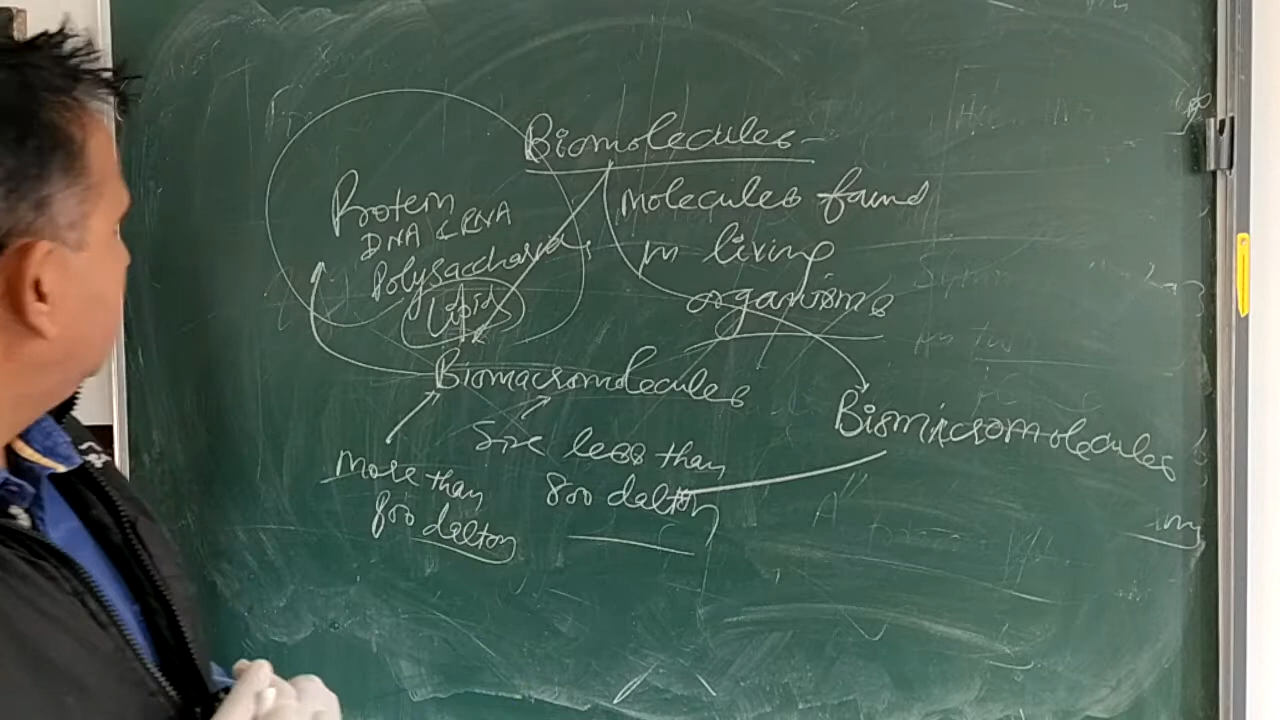 Biomolecules -
Molecules found
in living
organisms
Protein
DNA & RNA
Polysaccharides
Lipid
Biomacromolecules
Biomicromolecules
Size less than
800 dalton
More than
800 dalton